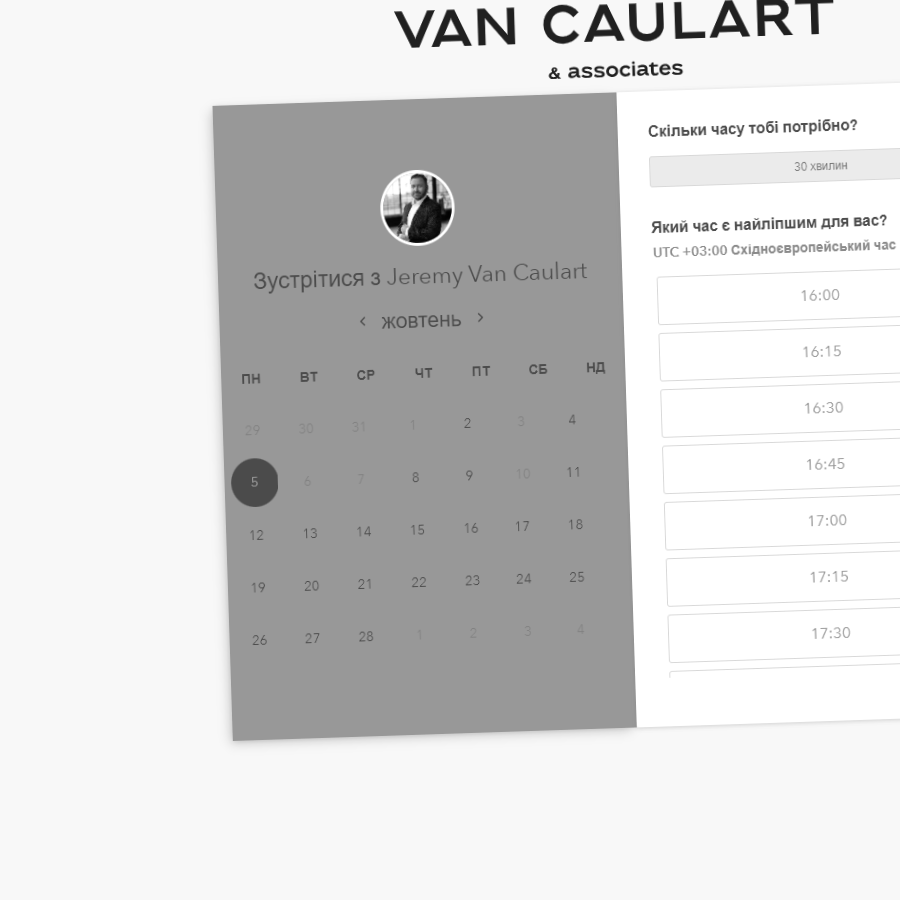 VAN CAULART
& associates
Зустрітися з Jeremy Van Caulart
‹ жовтень ›
ПН ВТ СР ЧТ ПТ СБ НД
29 30 31 1 2 3 4
5 6 7 8 9 10 11
12 13 14 15 16 17 18
19 20 21 22 23 24 25
26 27 28 1 2 3 4
Скільки часу тобі потрібно?
30 хвилин
Який час є найліпшим для вас?
UTC +03:00 Східноєвропейський час
16:00
16:15
16:30
16:45
17:00
17:15
17:30